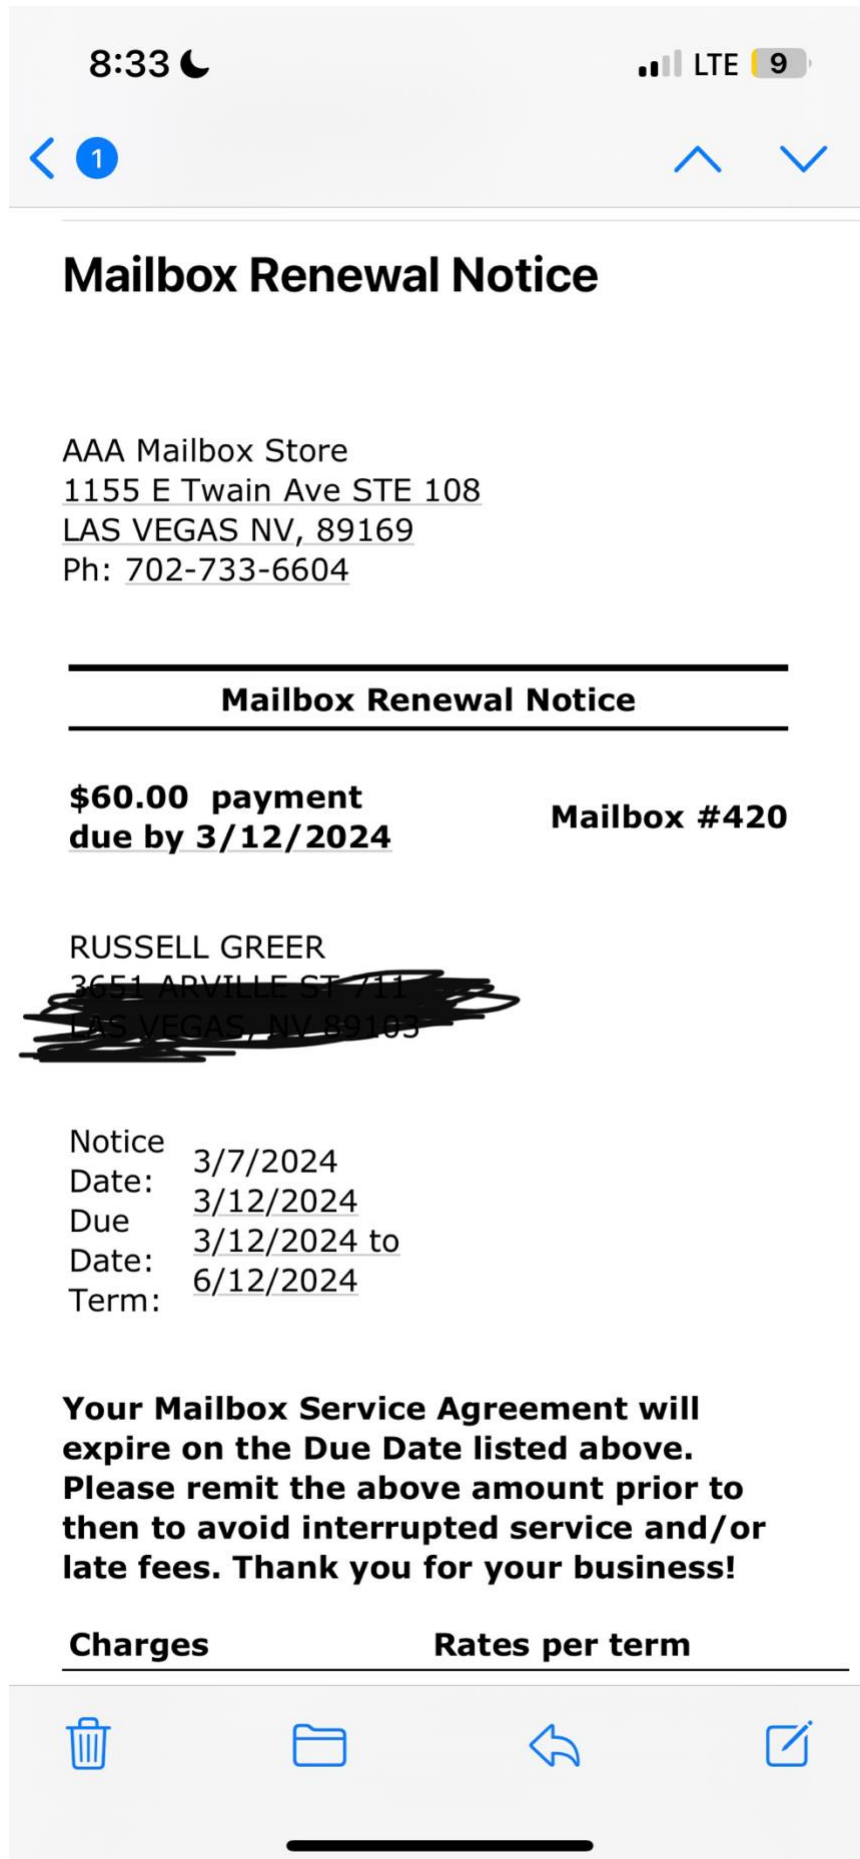 8:33
LTE 9
1
Mailbox Renewal Notice
AAA Mailbox Store
1155 E Twain Ave STE 108
LAS VEGAS NV, 89169
Ph: 702-733-6604
Mailbox Renewal Notice
$60.00 payment
due by 3/12/2024
Mailbox #420
RUSSELL GREER
Notice
Date:
3/7/2024
Due
Date:
3/12/2024
Term:
3/12/2024 to
6/12/2024
Your Mailbox Service Agreement will
expire on the Due Date listed above.
Please remit the above amount prior to
then to avoid interrupted service and/or
late fees. Thank you for your business!
Charges Rates per term